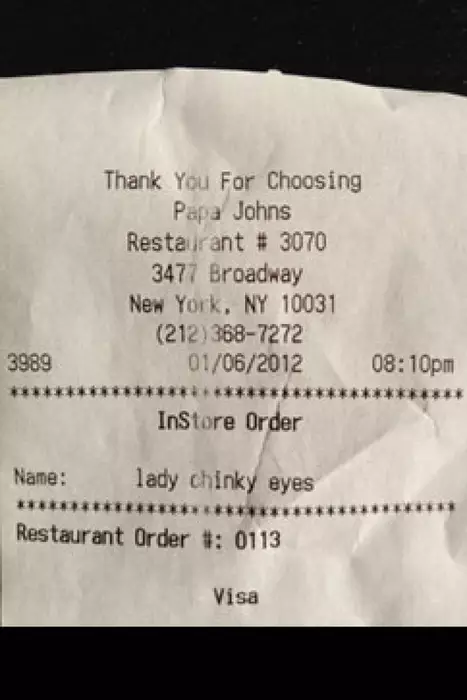 Thank You For Choosing
Papa Johns
Restaurant # 3070
3477 Broadway
New York, NY 10031
(212)368-7272
3989 01/06/2012 08:10pm
****************************************
InStore Order
Name: lady chinky eyes
****************************************
Restaurant Order #: 0113
Visa